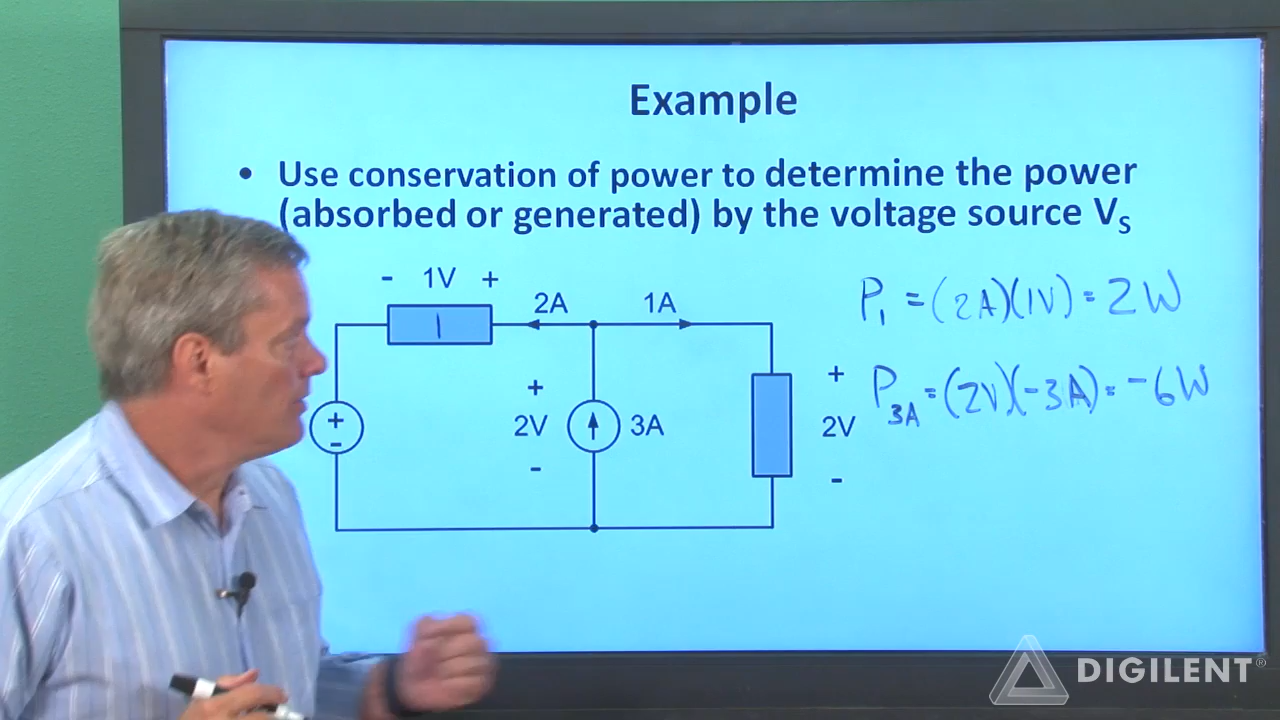 Example
• Use conservation of power to determine the power
(absorbed or generated) by the voltage source VS
- 1V +
2A
1A
1
P1 = (2A)(1V) = 2W
+
-
+
2V
-
3A
+
2V
-
P3A = (2V)(-3A) = -6W
DIGILENT®